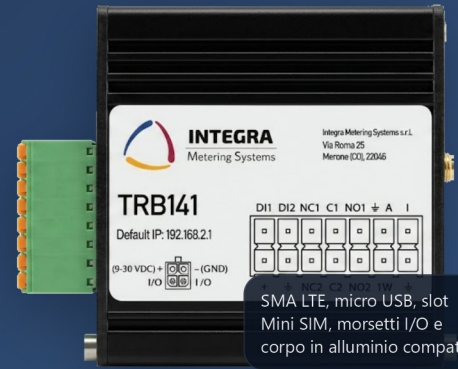 INTEGRA
Metering Systems
Integra Metering Systems s.r.l.
Via Roma 25
Merone (CO), 22046
TRB141
Default IP: 192.168.2.1
DI1 DI2 NC1 C1 NO1 ⏚ A I
(9-30 VDC) + – (GND)
I/O I/O
+ ⏚ NC2 C2 NO2 1W ⏚
SMA LTE, micro USB, slot
Mini SIM, morsetti I/O e
corpo in alluminio compat